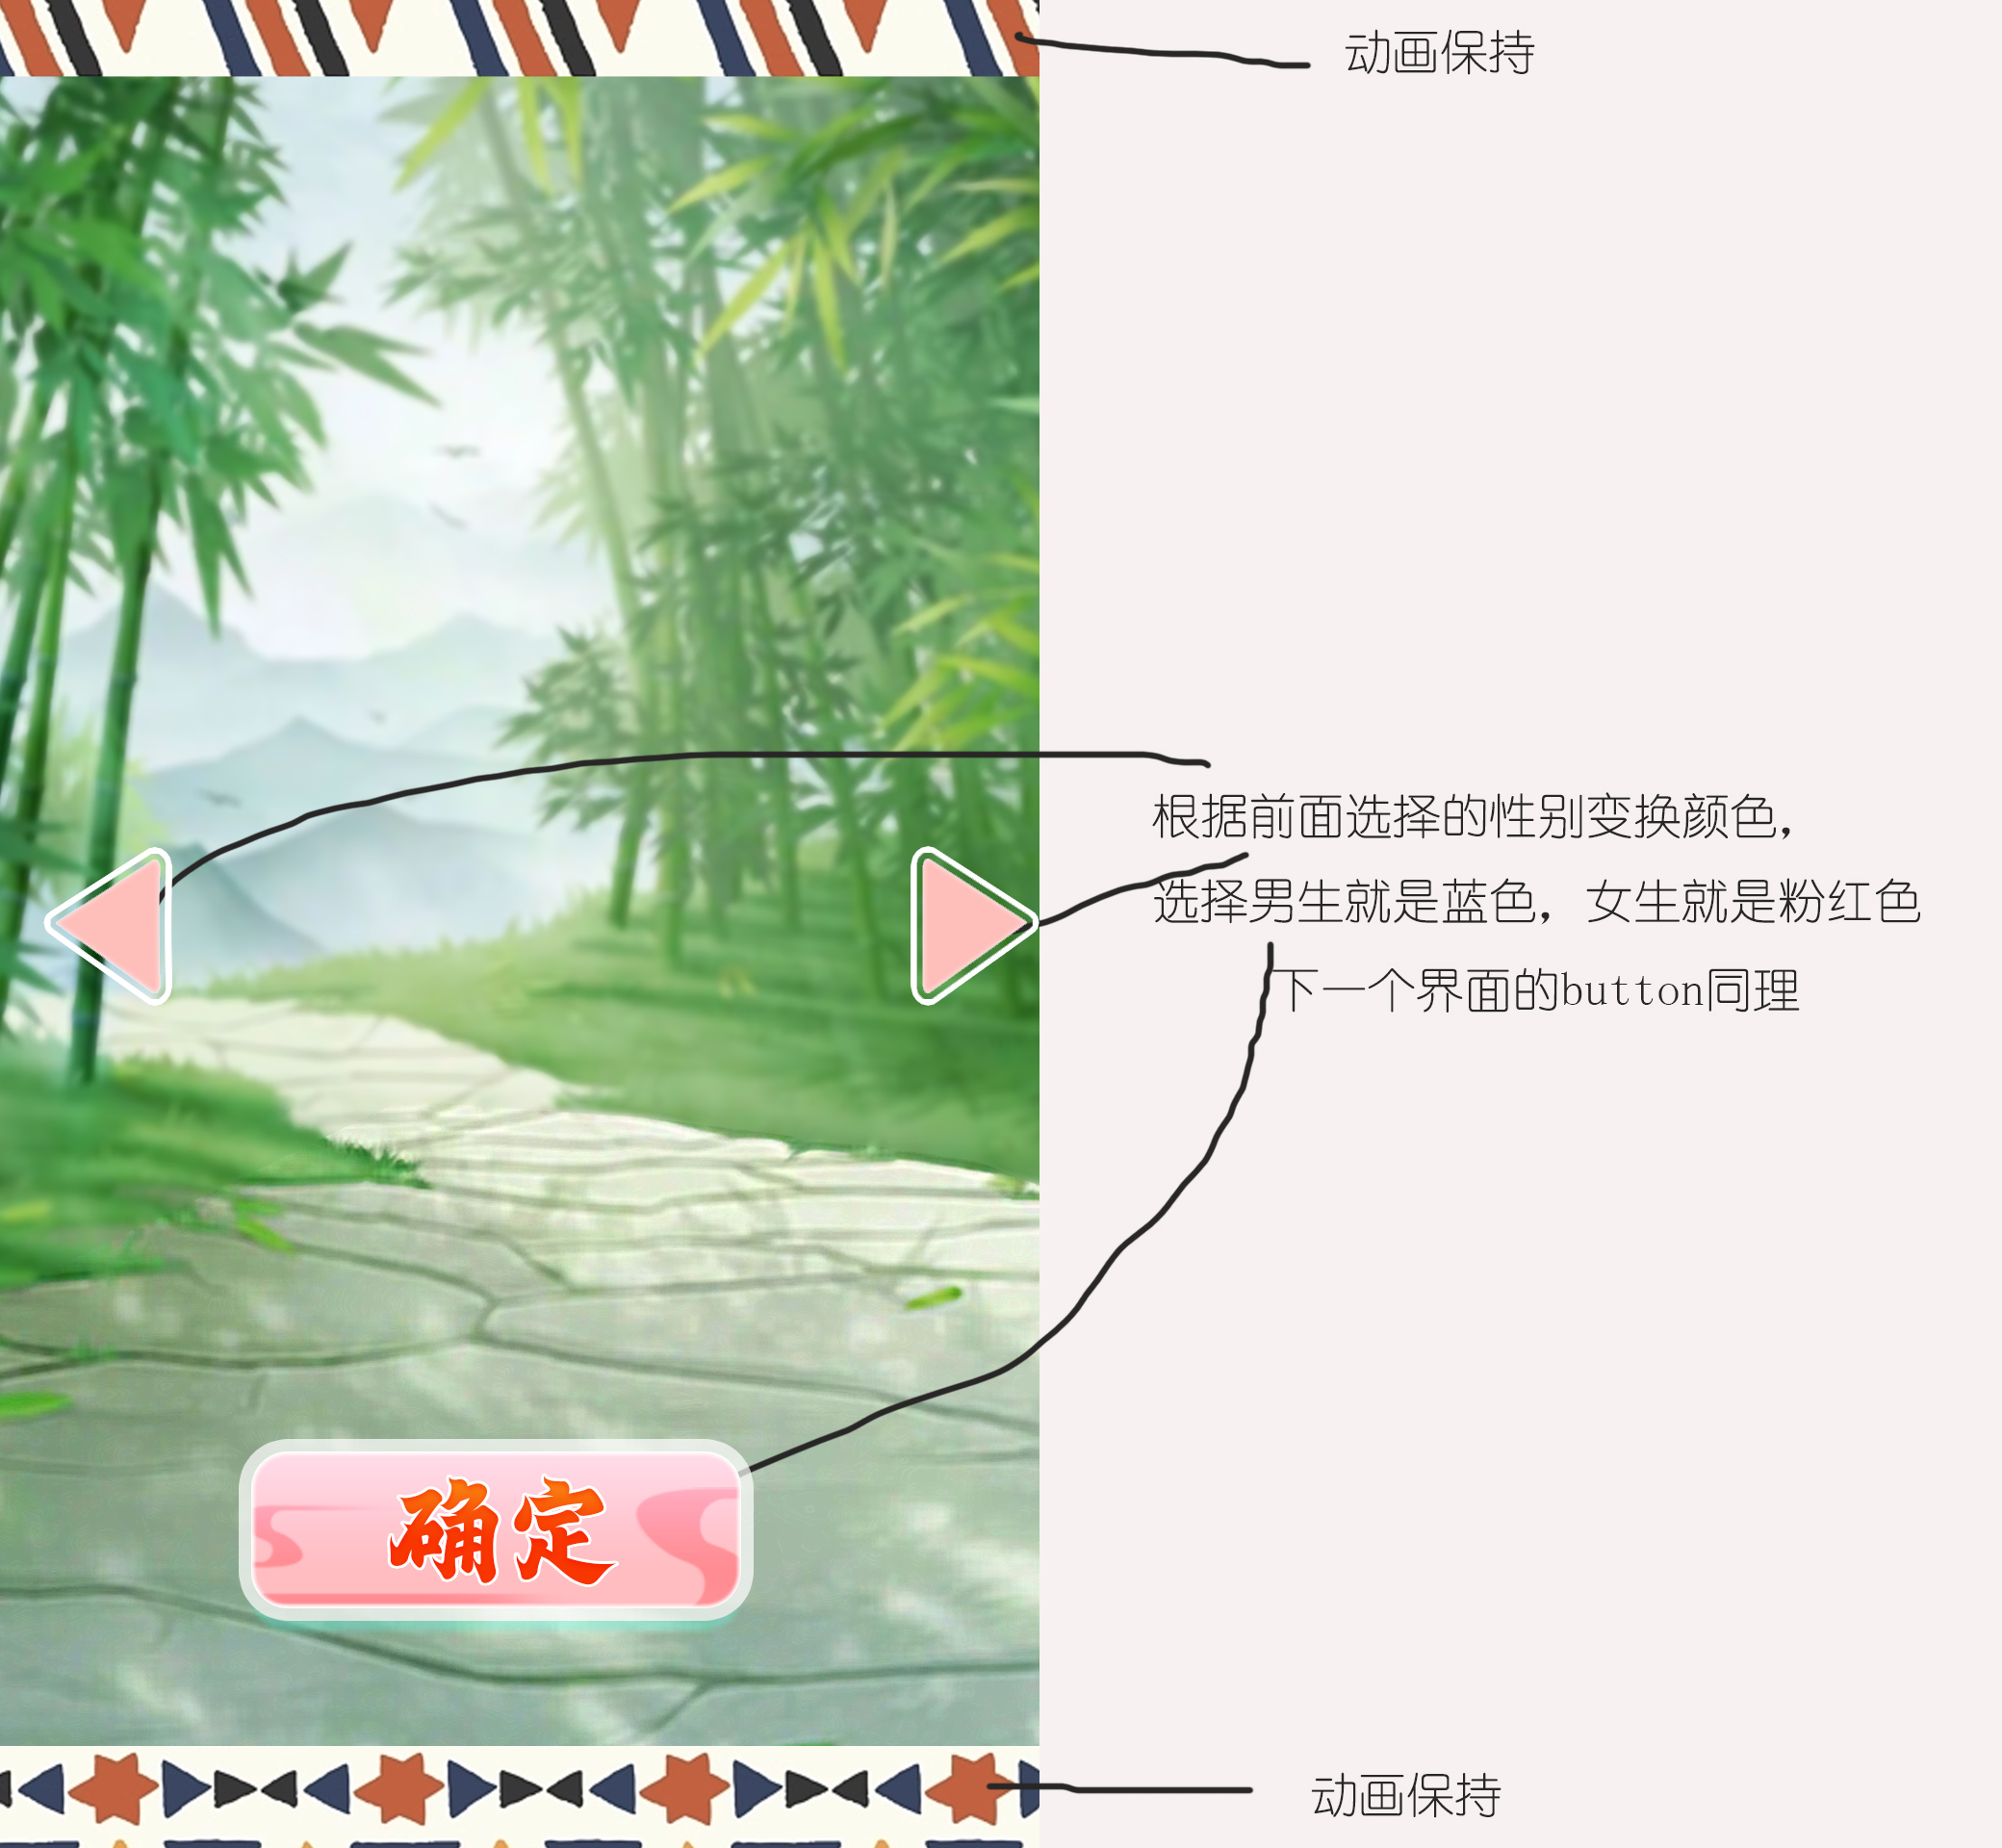 动画保持
根据前面选择的性别变换颜色，
选择男生就是蓝色，女生就是粉红色
下一个界面的button同理
确定
动画保持